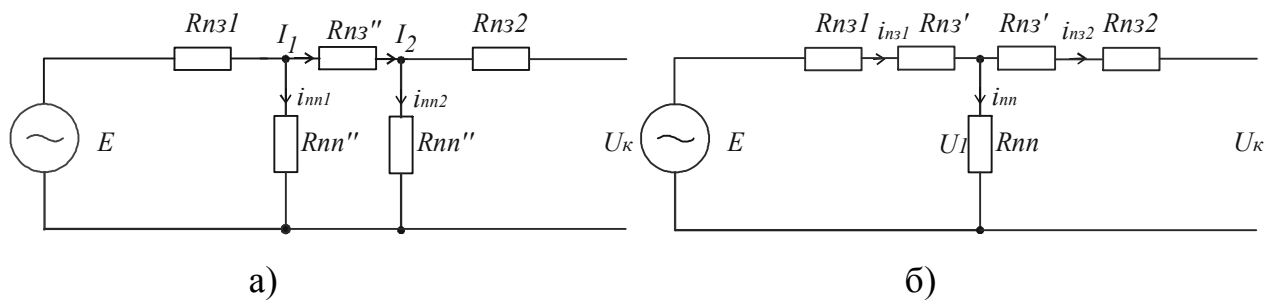 Rпз1 I1 Rпз'' I2 Rпз2
iпп1 iпп2
E Rпп'' Rпп'' Uк
а)
Rпз1 iпз1 Rпз' Rпз' iпз2 Rпз2
iпп
E U1 Rпп Uк
б)